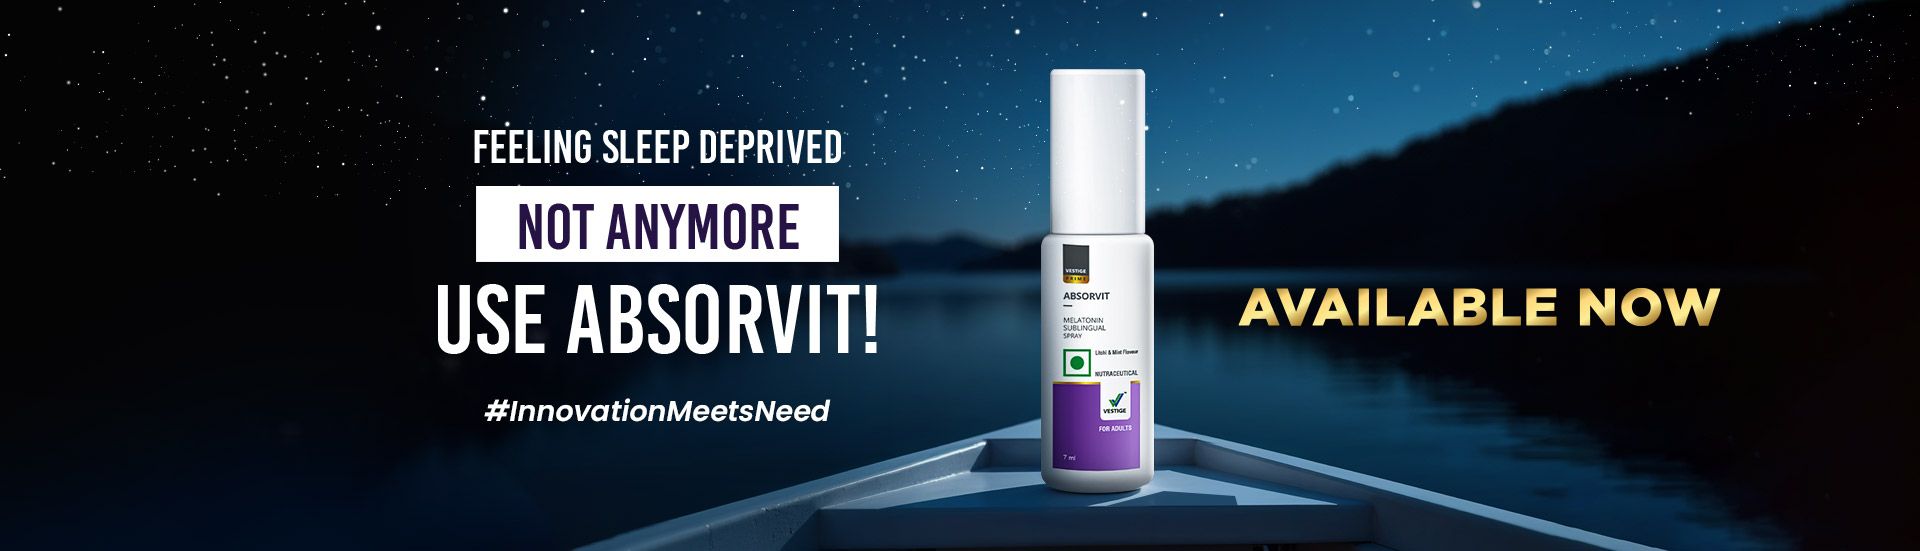 FEELING SLEEP DEPRIVED
NOT ANYMORE
USE ABSORVIT!
#InnovationMeetsNeed
VESTIGE
PRIME
ABSORVIT
MELATONIN
SUBLINGUAL
SPRAY
Litchi & Mint Flavour
NUTRACEUTICAL
VESTIGE
FOR ADULTS
7 ml
AVAILABLE NOW